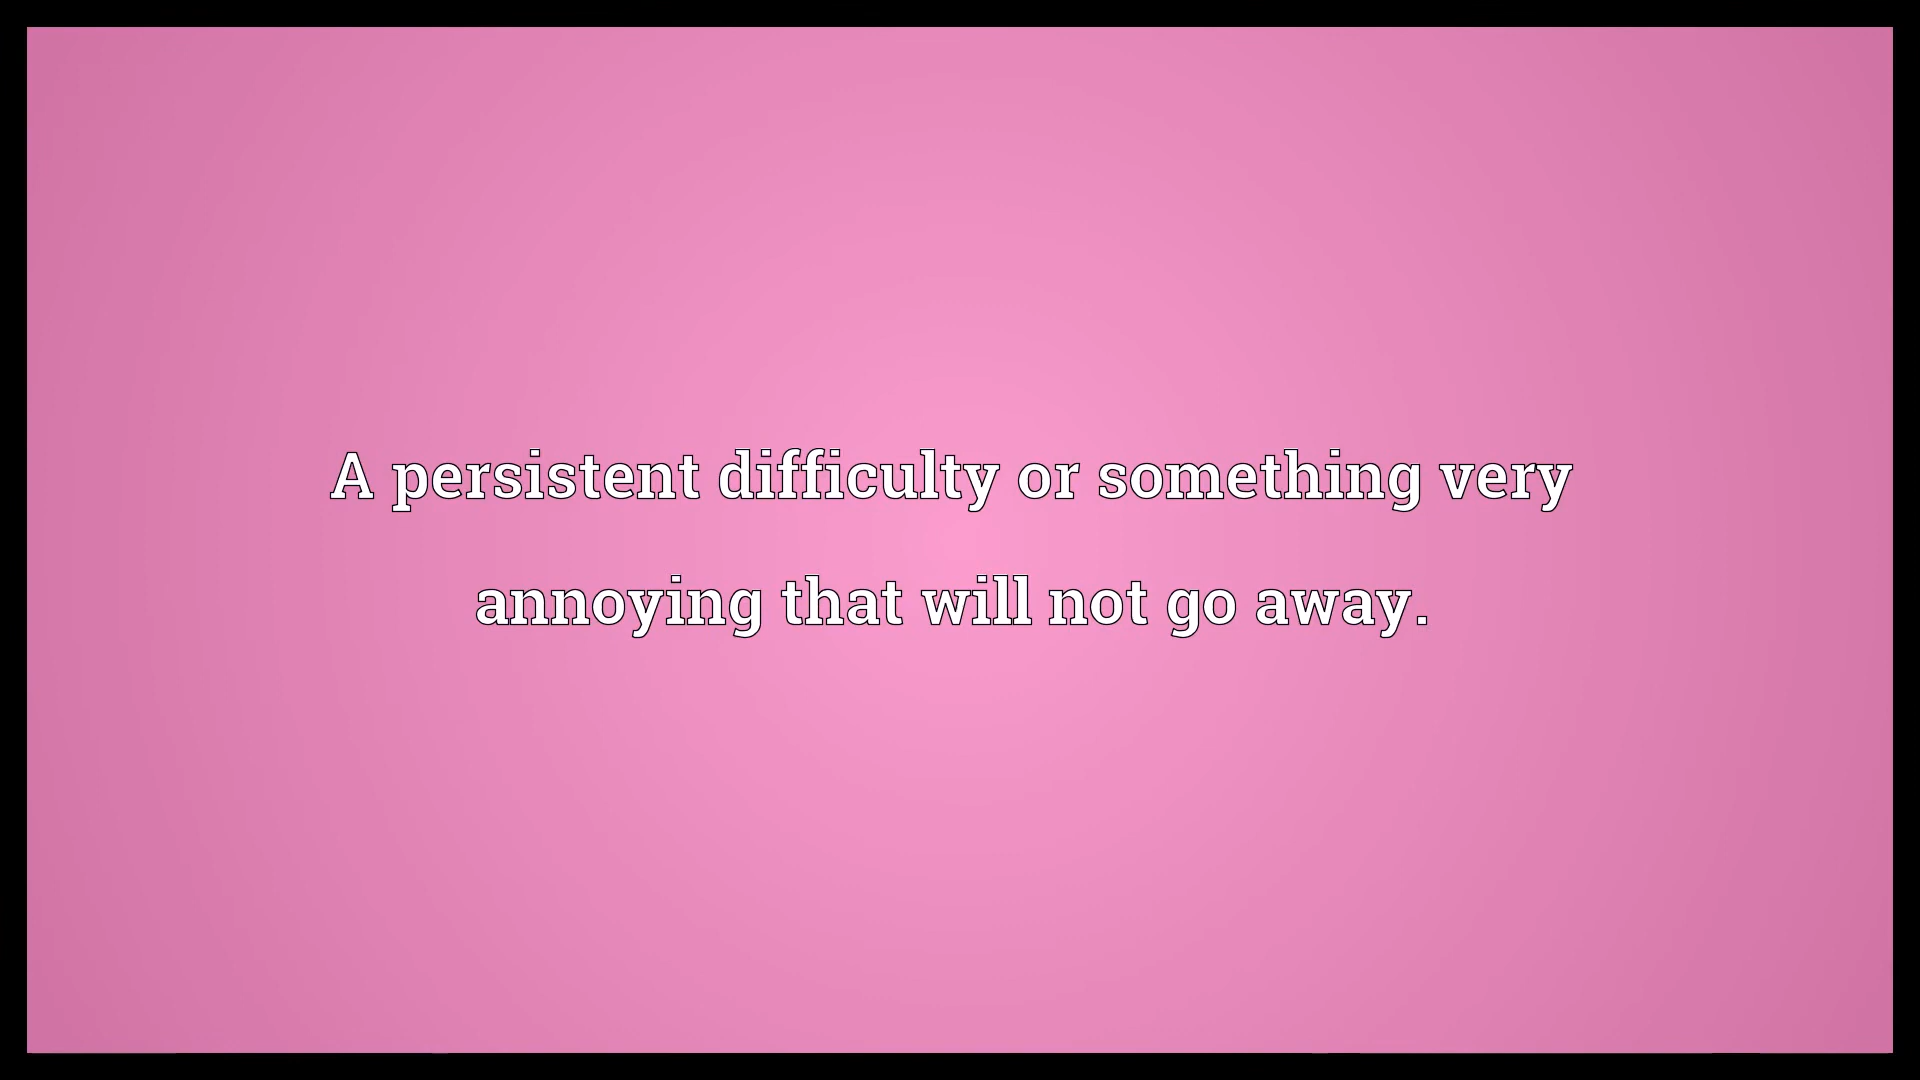 A persistent difficulty or something very
annoying that will not go away.